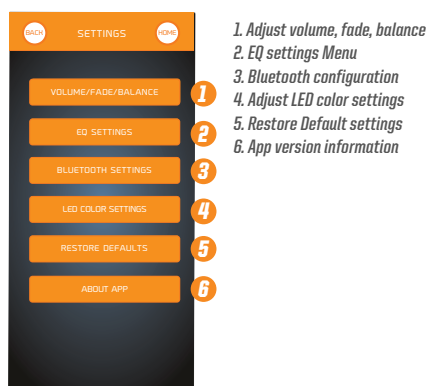 BACK SETTINGS HOME
VOLUME/FADE/BALANCE 1
EQ SETTINGS 2
BLUETOOTH SETTINGS 3
LED COLOR SETTINGS 4
RESTORE DEFAULTS 5
ABOUT APP 6
1. Adjust volume, fade, balance
2. EQ settings Menu
3. Bluetooth configuration
4. Adjust LED color settings
5. Restore Default settings
6. App version information